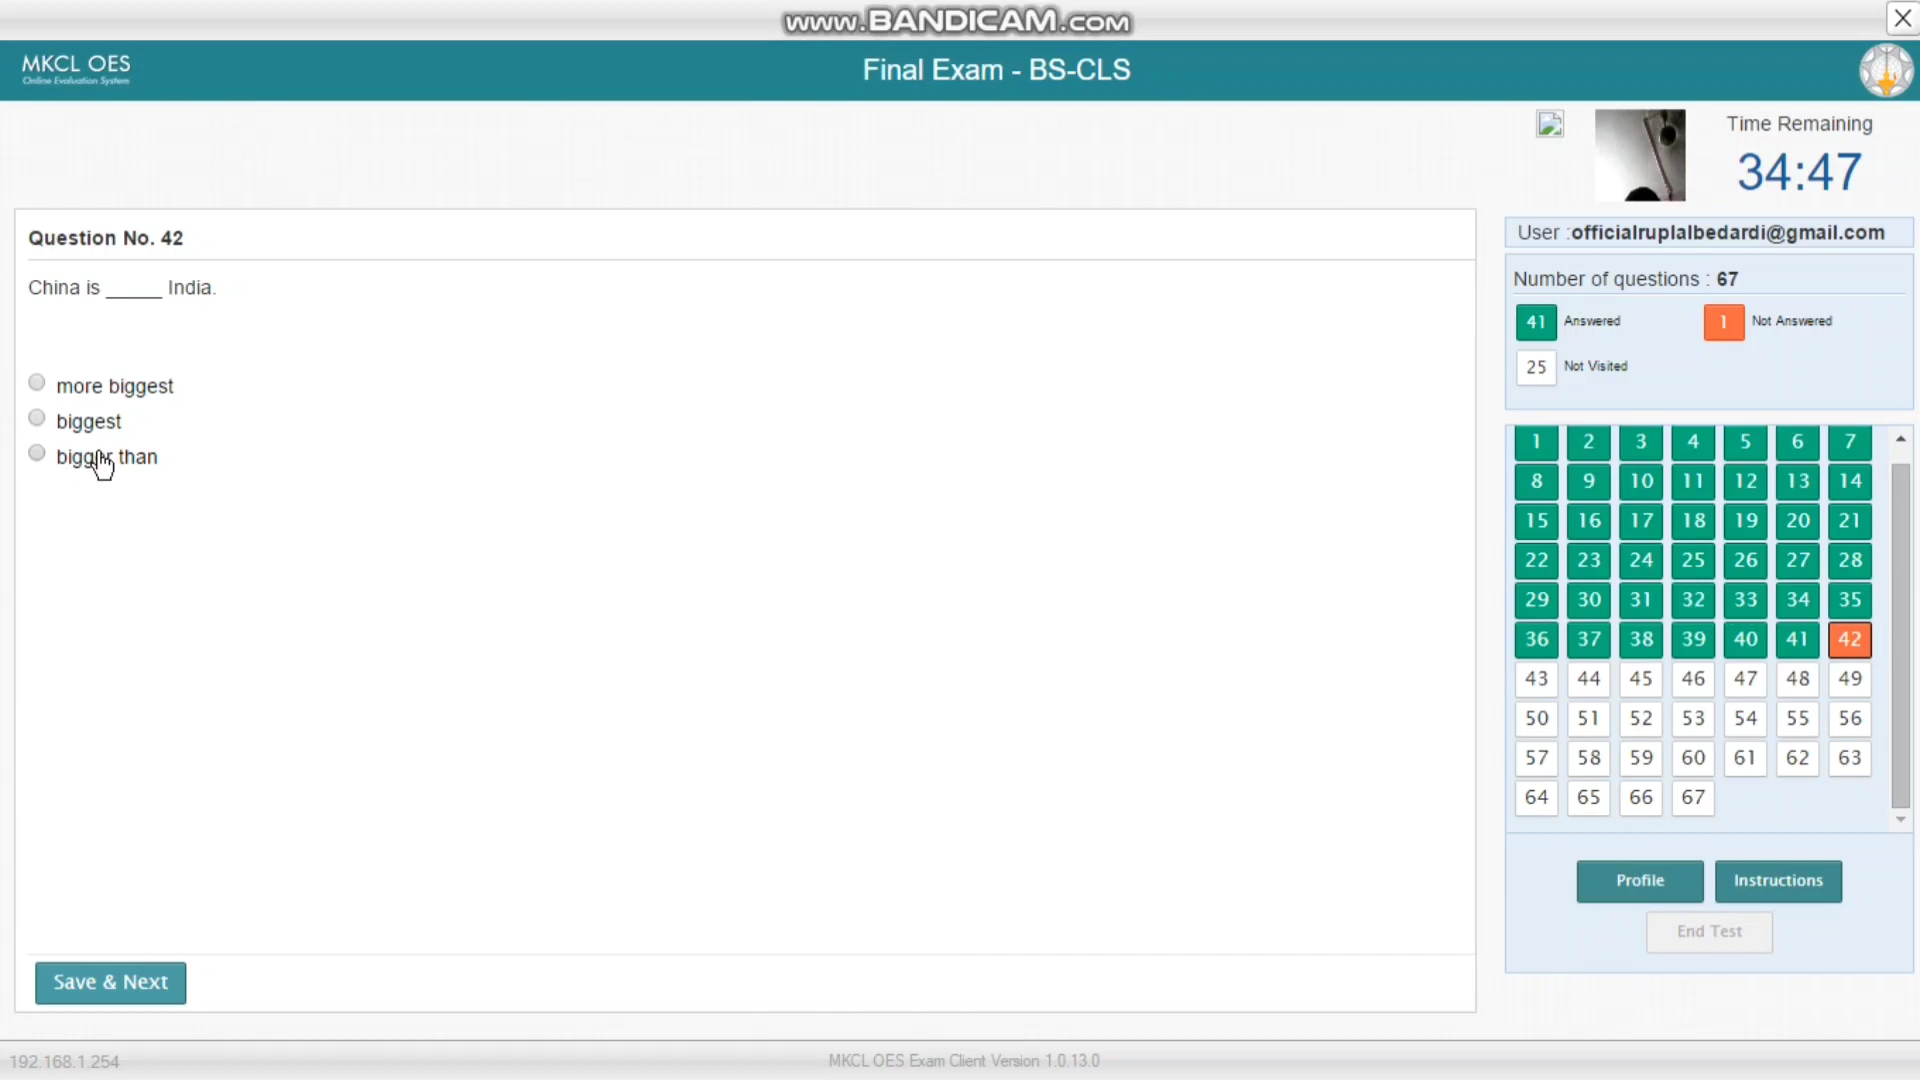 www.BANDICAM.com
MKCL OES
Online Evaluation System
Final Exam - BS-CLS
Time Remaining
34:47
Question No. 42
China is _____ India.
more biggest
biggest
bigger than
Save & Next
User :officialruplalbedardi@gmail.com
Number of questions : 67
41 Answered
1 Not Answered
25 Not Visited
1 2 3 4 5 6 7
8 9 10 11 12 13 14
15 16 17 18 19 20 21
22 23 24 25 26 27 28
29 30 31 32 33 34 35
36 37 38 39 40 41 42
43 44 45 46 47 48 49
50 51 52 53 54 55 56
57 58 59 60 61 62 63
64 65 66 67
Profile
Instructions
End Test
192.168.1.254
MKCL OES Exam Client Version 1.0.13.0